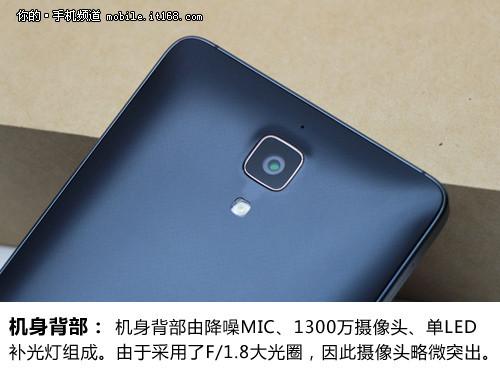 你的·手机频道 mobile.it168.com
机身背部：机身背部由降噪MIC、1300万摄像头、单LED
补光灯组成。由于采用了F/1.8大光圈，因此摄像头略微突出。